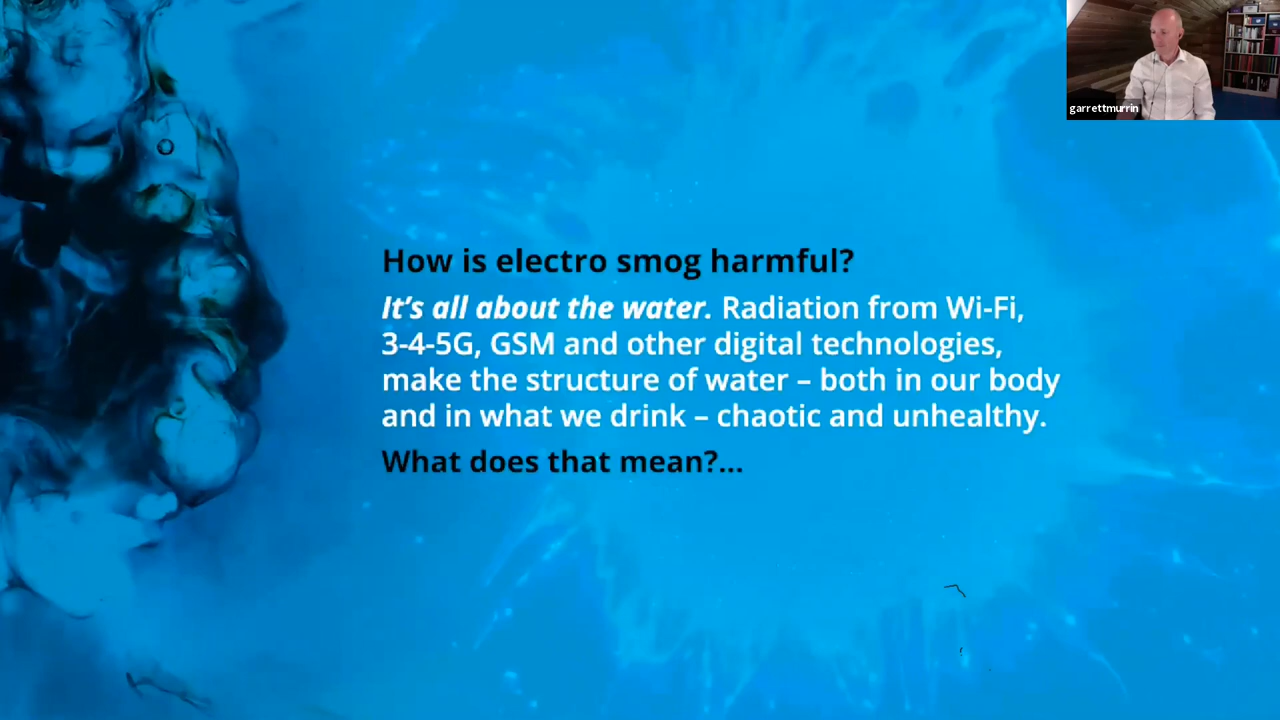 garrettmurrin
How is electro smog harmful?
It's all about the water. Radiation from Wi-Fi,
3-4-5G, GSM and other digital technologies,
make the structure of water – both in our body
and in what we drink – chaotic and unhealthy.
What does that mean?...